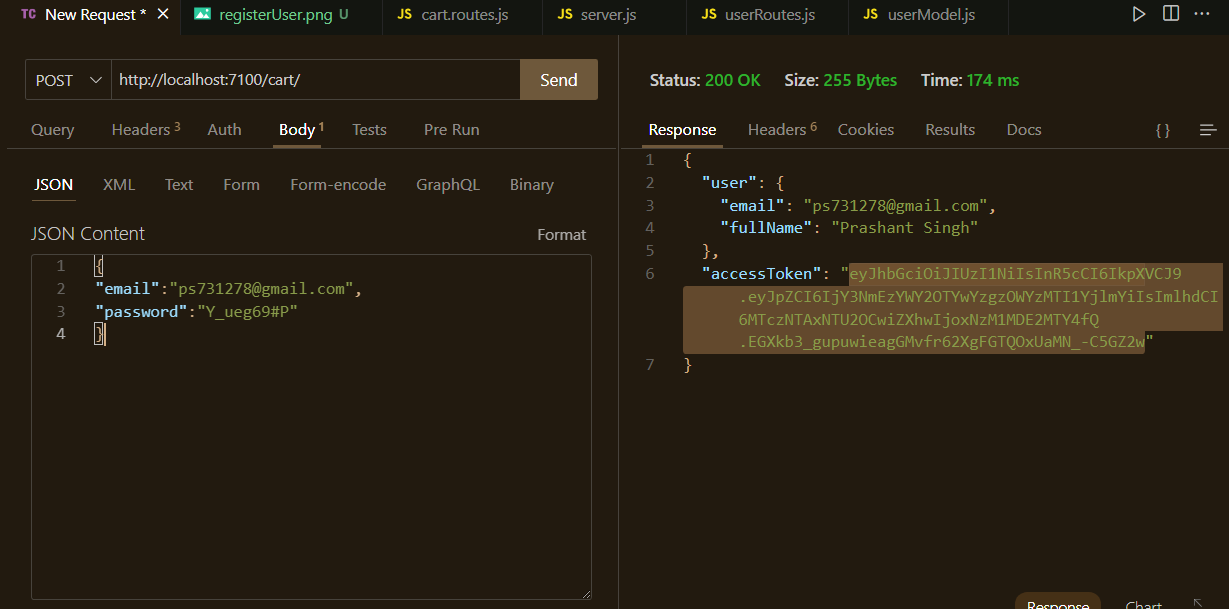 TC New Request * × registerUser.png U JS cart.routes.js JS server.js JS userRoutes.js JS userModel.js ...
POST http://localhost:7100/cart/ Send
Query Headers 3 Auth Body 1 Tests Pre Run
JSON XML Text Form Form-encode GraphQL Binary
JSON Content Format
1 {
2 "email":"ps731278@gmail.com",
3 "password":"Y_ueg69#P"
4 }
Status: 200 OK Size: 255 Bytes Time: 174 ms
Response Headers 6 Cookies Results Docs { }
1 {
2 "user": {
3 "email": "ps731278@gmail.com",
4 "fullName": "Prashant Singh"
5 },
6 "accessToken": "eyJhbGciOiJIUzI1NiIsInR5cCI6IkpXVCJ9
.eyJpZCI6IjY3NmEzYWY2OTYwYzgzOWYzMTI1YjlmYiIsImlhdCI
6MTczNTAxNTU2OCwiZXhwIjoxNzM1MDE2MTY4fQ
.EGXkb3_gupuwieagGMvfr62XgFGTQOxUaMN_-C5GZ2w"
7 }
Response Chart